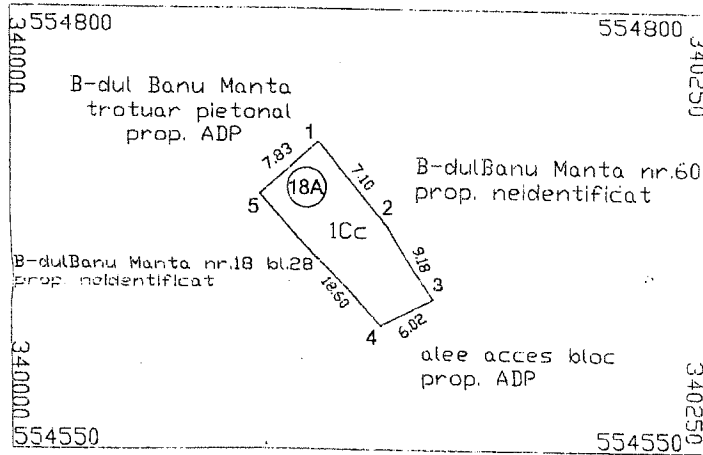 554800
554800
340000
340250
B-dul Banu Manta
trotuar pietonal
prop. ADP
1
7.83
18A
7.10
B-dulBanu Manta nr.60
prop. neidentificat
5
2
1Cc
B-dulBanu Manta nr.18 bl.28
prop. neidentificat
9.18
18.60
3
4
6.02
alee acces bloc
prop. ADP
340000
340250
554550
554550